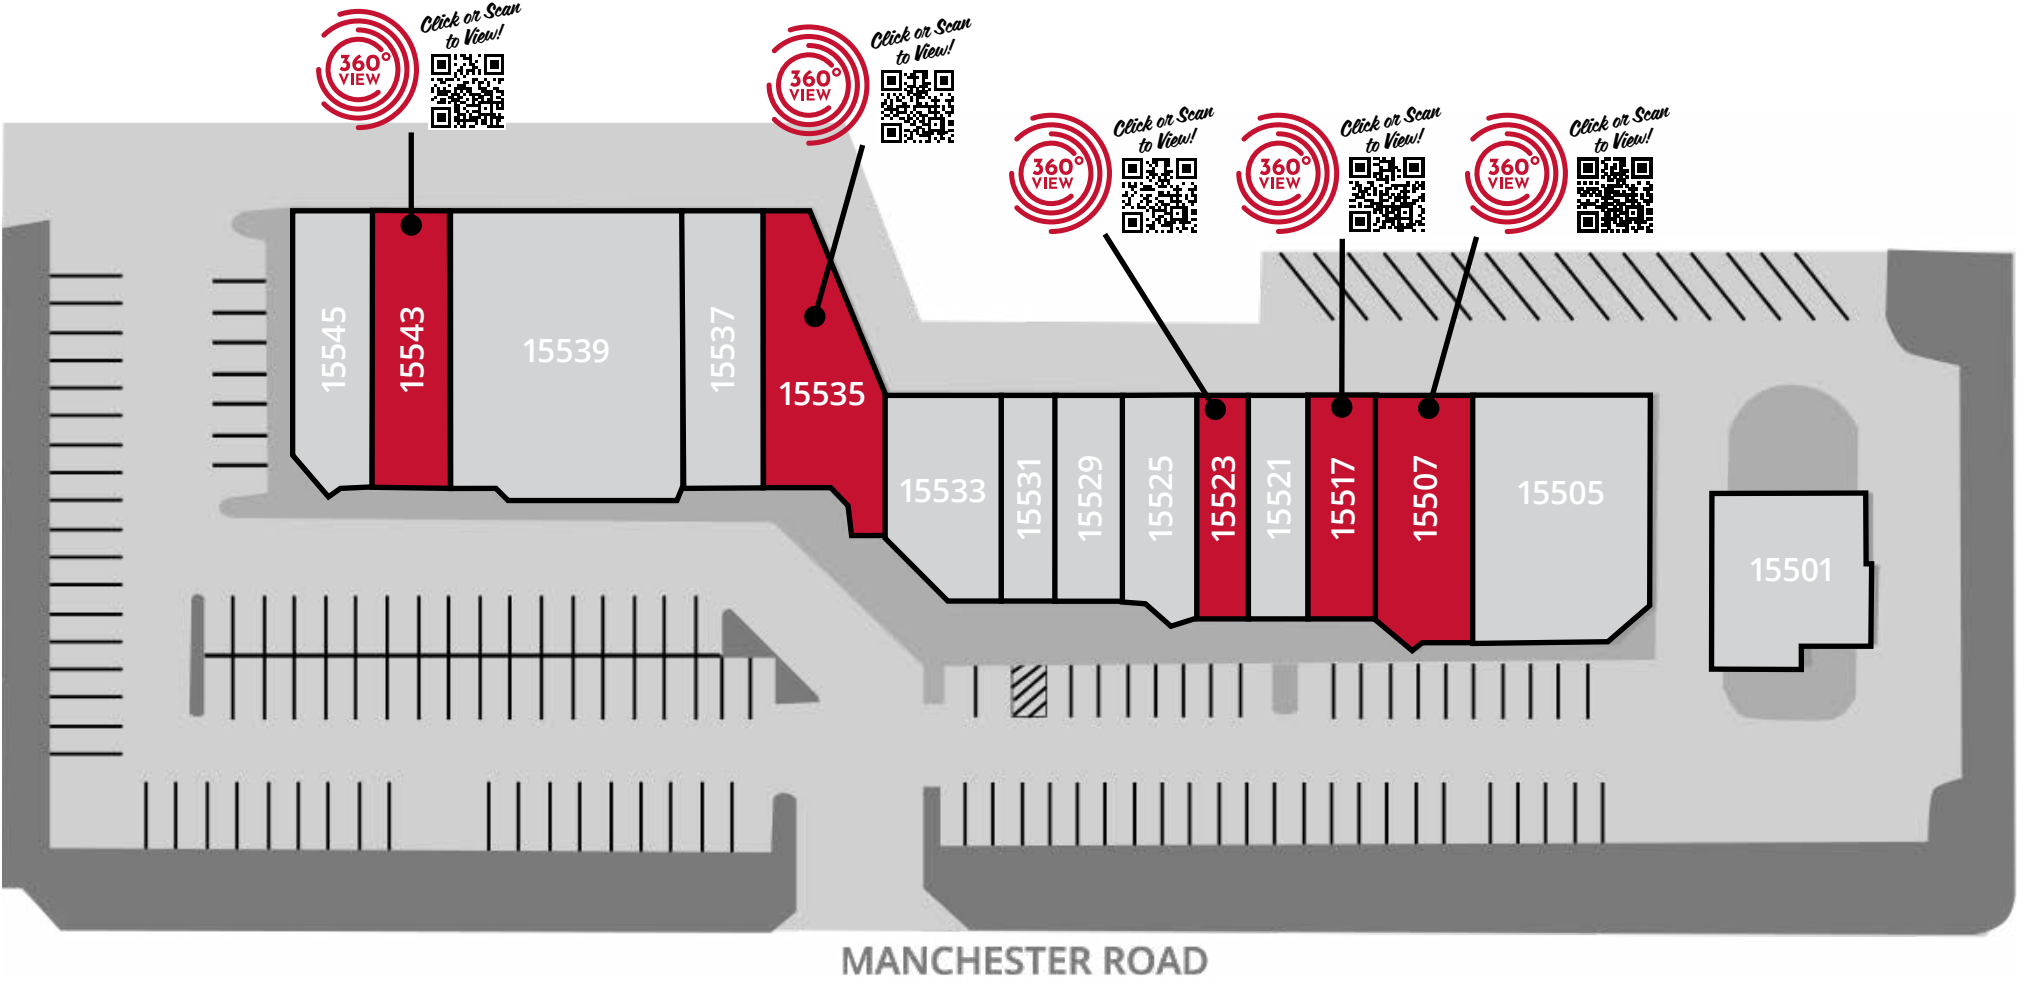 360°
VIEW
Click or Scan
to View!
360°
VIEW
Click or Scan
to View!
360°
VIEW
Click or Scan
to View!
360°
VIEW
Click or Scan
to View!
360°
VIEW
Click or Scan
to View!
15545
15543
15539
15537
15535
15533
15531
15529
15525
15523
15521
15517
15507
15505
15501
MANCHESTER ROAD